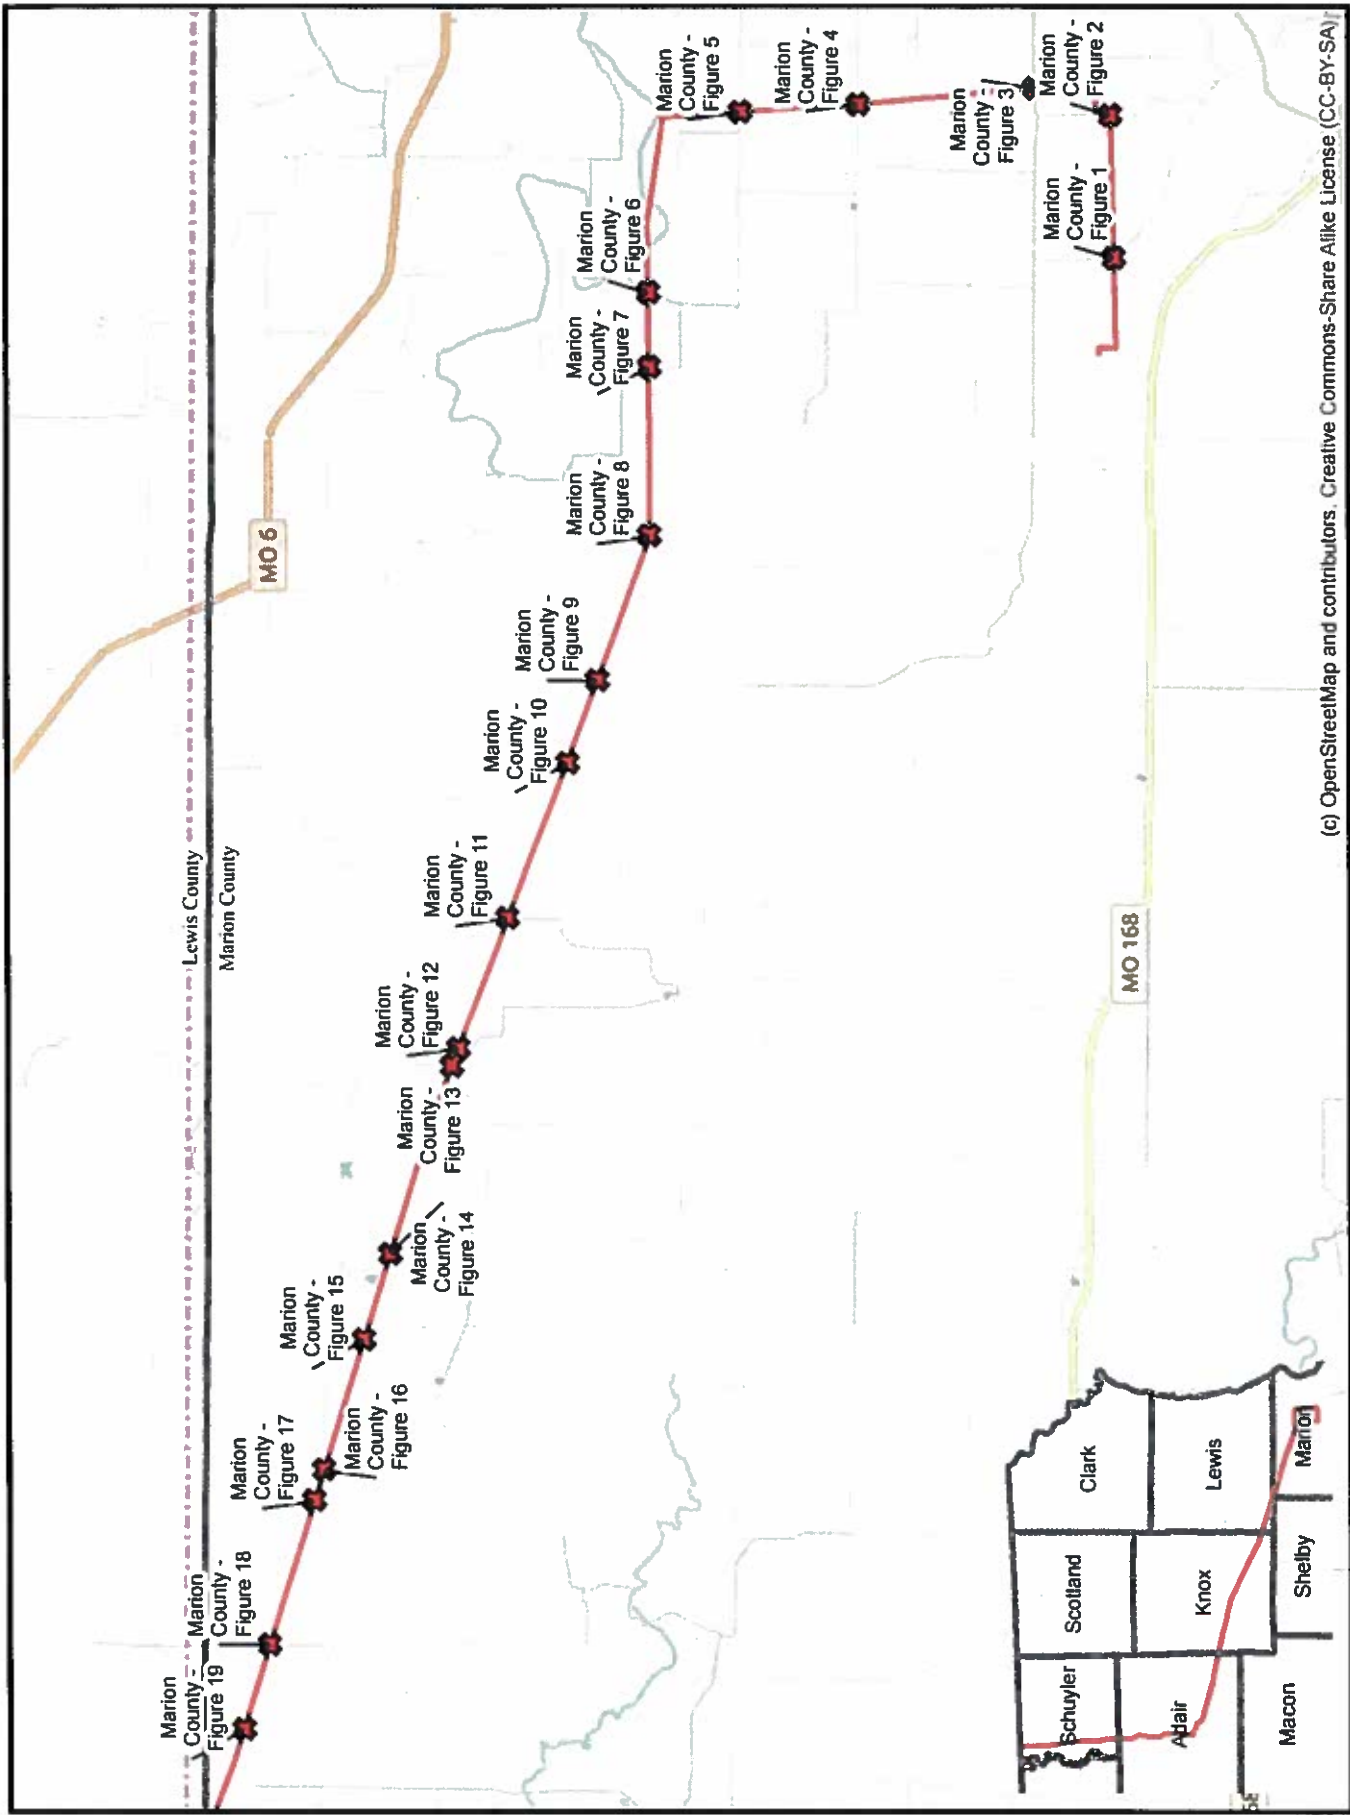 Marion
County -
Figure 19
Marion
County -
Figure 18
Marion
County -
Figure 17
Marion
County -
Figure 16
Marion
County -
Figure 15
Marion
County -
Figure 14
Marion
County -
Figure 13
Marion
County -
Figure 12
Marion
County -
Figure 11
Marion
County -
Figure 10
Marion
County -
Figure 9
Marion
County -
Figure 8
Marion
County -
Figure 7
Marion
County -
Figure 6
Marion
County -
Figure 5
Marion
County -
Figure 4
Marion
County -
Figure 3
Marion
County -
Figure 2
Marion
County -
Figure 1
Lewis County
Marion County
MO 6
MO 168
Schuyler
Scotland
Clark
Adair
Knox
Lewis
Macon
Shelby
Marion
(c) OpenStreetMap and contributors, Creative Commons-Share Alike License (CC-BY-SA)